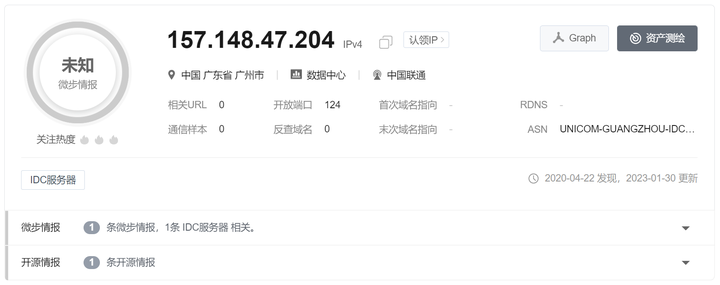 未知
微步情报
关注热度
157.148.47.204 IPv4 认领IP
Graph
资产测绘
中国 广东省 广州市 数据中心 中国联通
相关URL 0 开放端口 124 首次域名指向 - RDNS -
通信样本 0 反查域名 0 末次域名指向 - ASN UNICOM-GUANGZHOU-IDC...
IDC服务器
2020-04-22 发现，2023-01-30 更新
微步情报 1 条微步情报，1条 IDC服务器 相关。
开源情报 1 条开源情报